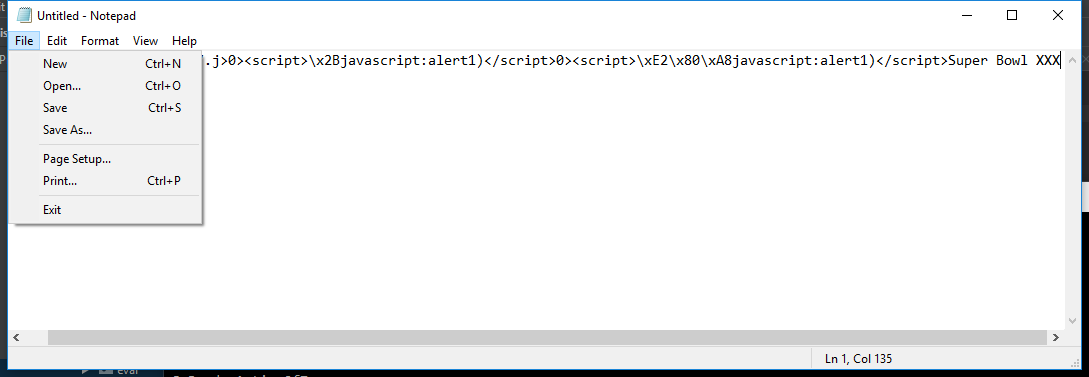 Untitled - Notepad
File Edit Format View Help
New Ctrl+N
.j>0><script>\x2Bjavascript:alert1)</script>0><script>\xE2\x80\xA8javascript:alert1)</script>Super Bowl XXX
Open... Ctrl+O
Save Ctrl+S
Save As...
Page Setup...
Print... Ctrl+P
Exit
Ln 1, Col 135
eval